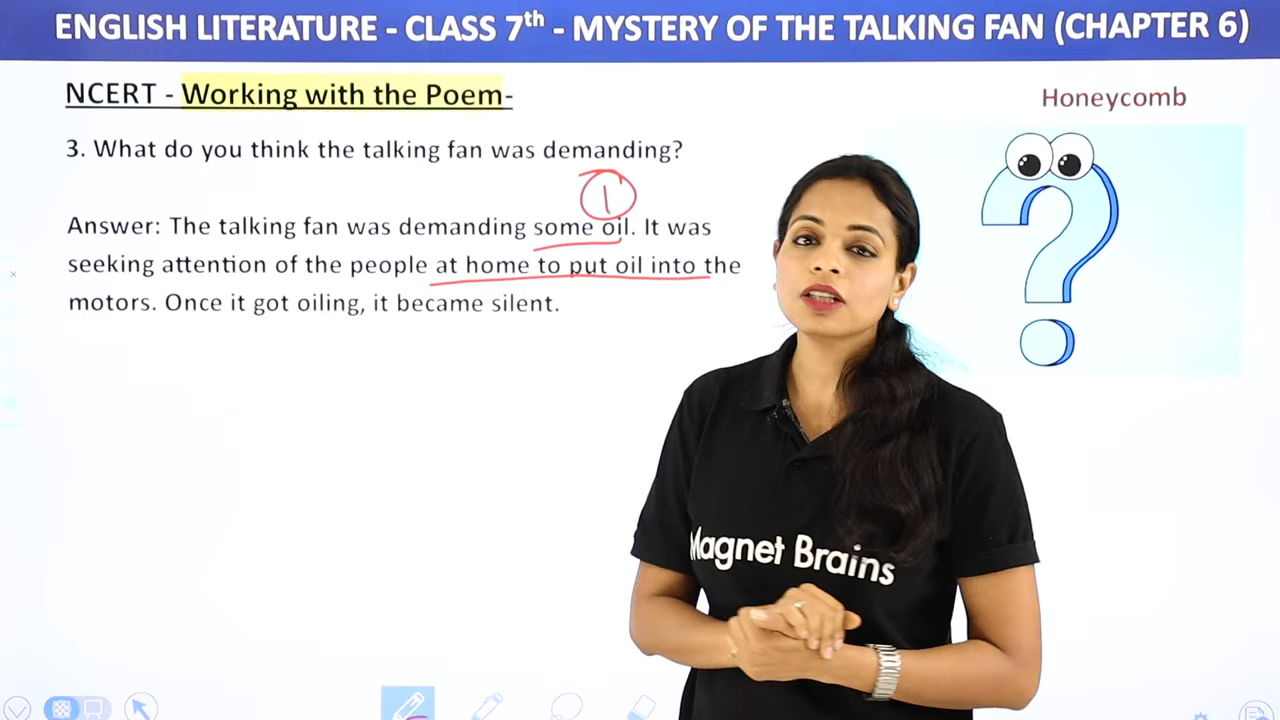 ENGLISH LITERATURE - CLASS 7th - MYSTERY OF THE TALKING FAN (CHAPTER 6)
NCERT - Working with the Poem-
Honeycomb
3. What do you think the talking fan was demanding?
1
Answer: The talking fan was demanding some oil. It was
seeking attention of the people at home to put oil into the
motors. Once it got oiling, it became silent.
Magnet Brains